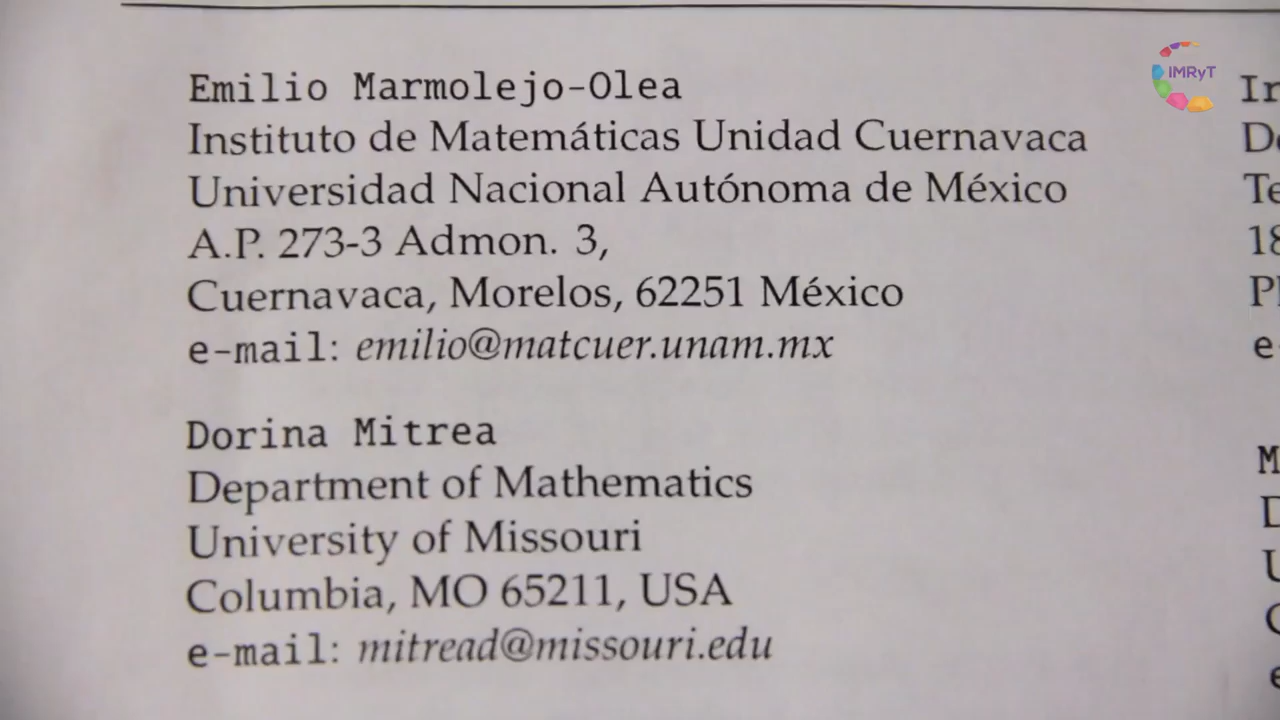 Emilio Marmolejo-Olea
Instituto de Matemáticas Unidad Cuernavaca
Universidad Nacional Autónoma de México
A.P. 273-3 Admon. 3,
Cuernavaca, Morelos, 62251 México
e-mail: emilio@matcuer.unam.mx
Dorina Mitrea
Department of Mathematics
University of Missouri
Columbia, MO 65211, USA
e-mail: mitread@missouri.edu
IMRyT